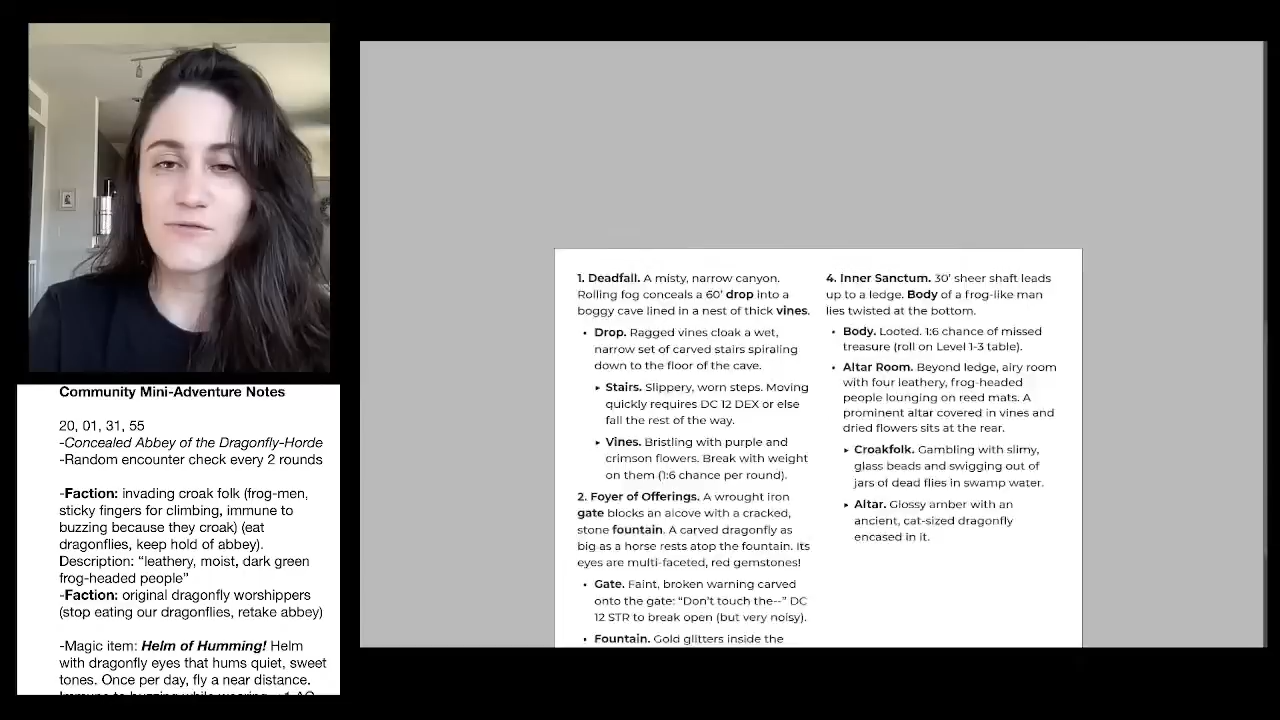 Community Mini-Adventure Notes
20, 01, 31, 55
-Concealed Abbey of the Dragonfly-Horde
-Random encounter check every 2 rounds
-Faction: invading croak folk (frog-men,
sticky fingers for climbing, immune to
buzzing because they croak) (eat
dragonflies, keep hold of abbey).
Description: “leathery, moist, dark green
frog-headed people”
-Faction: original dragonfly worshippers
(stop eating our dragonflies, retake abbey)
-Magic item: Helm of Humming! Helm
with dragonfly eyes that hums quiet, sweet
tones. Once per day, fly a near distance.
Immune to buzzing while wearing. +1 AC
1. Deadfall. A misty, narrow canyon.
Rolling fog conceals a 60’ drop into a
boggy cave lined in a nest of thick vines.
• Drop. Ragged vines cloak a wet,
narrow set of carved stairs spiraling
down to the floor of the cave.
▸ Stairs. Slippery, worn steps. Moving
quickly requires DC 12 DEX or else
fall the rest of the way.
▸ Vines. Bristling with purple and
crimson flowers. Break with weight
on them (1:6 chance per round).
2. Foyer of Offerings. A wrought iron
gate blocks an alcove with a cracked,
stone fountain. A carved dragonfly as
big as a horse rests atop the fountain. Its
eyes are multi-faceted, red gemstones!
• Gate. Faint, broken warning carved
onto the gate: “Don’t touch the--” DC
12 STR to break open (but very noisy).
• Fountain. Gold glitters inside the
4. Inner Sanctum. 30’ sheer shaft leads
up to a ledge. Body of a frog-like man
lies twisted at the bottom.
• Body. Looted. 1:6 chance of missed
treasure (roll on Level 1-3 table).
• Altar Room. Beyond ledge, airy room
with four leathery, frog-headed
people lounging on reed mats. A
prominent altar covered in vines and
dried flowers sits at the rear.
▸ Croakfolk. Gambling with slimy,
glass beads and swigging out of
jars of dead flies in swamp water.
▸ Altar. Glossy amber with an
ancient, cat-sized dragonfly
encased in it.